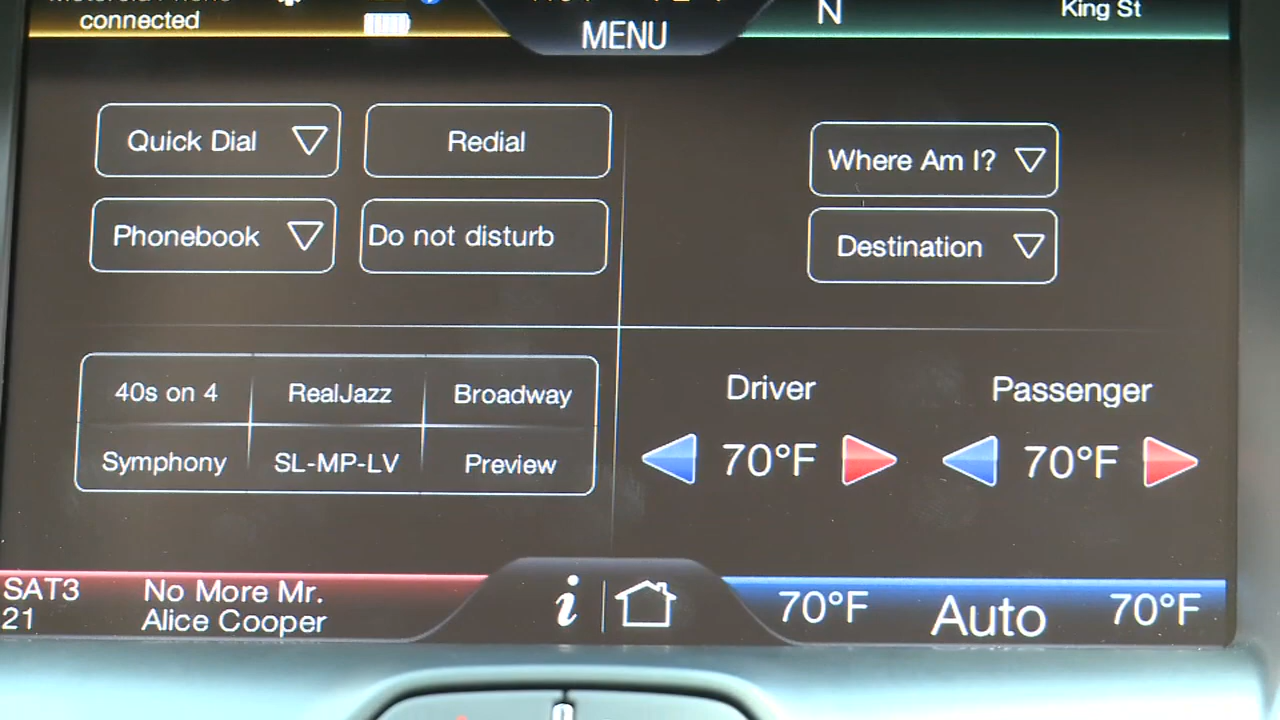 connected
MENU
N
King St
Quick Dial
Redial
Where Am I?
Phonebook
Do not disturb
Destination
40s on 4
RealJazz
Broadway
Symphony
SL-MP-LV
Preview
Driver
Passenger
70°F
70°F
SAT3
21
No More Mr.
Alice Cooper
i
70°F
Auto
70°F